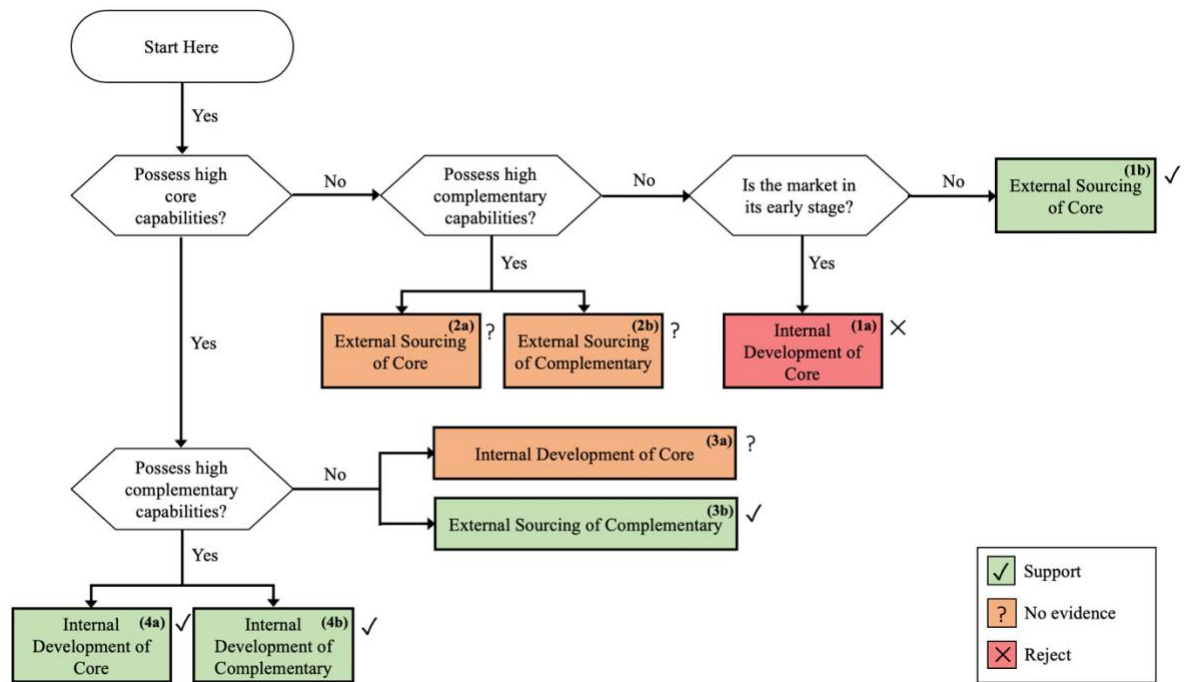 Start Here
Yes
Possess high
core
capabilities?
No
Possess high
complementary
capabilities?
No
Is the market in
its early stage?
No
(1b)
External Sourcing
of Core
✓
Yes
Yes
Yes
(2a)
External Sourcing
of Core
?
(2b)
External Sourcing
of Complementary
?
(1a)
Internal
Development of
Core
Possess high
complementary
capabilities?
No
(3a)
Internal Development of Core
?
(3b)
External Sourcing of Complementary
✓
Yes
Internal (4a)
Development of
Core
✓
Internal (4b)
Development of
Complementary
✓
✓ Support
? No evidence
Reject